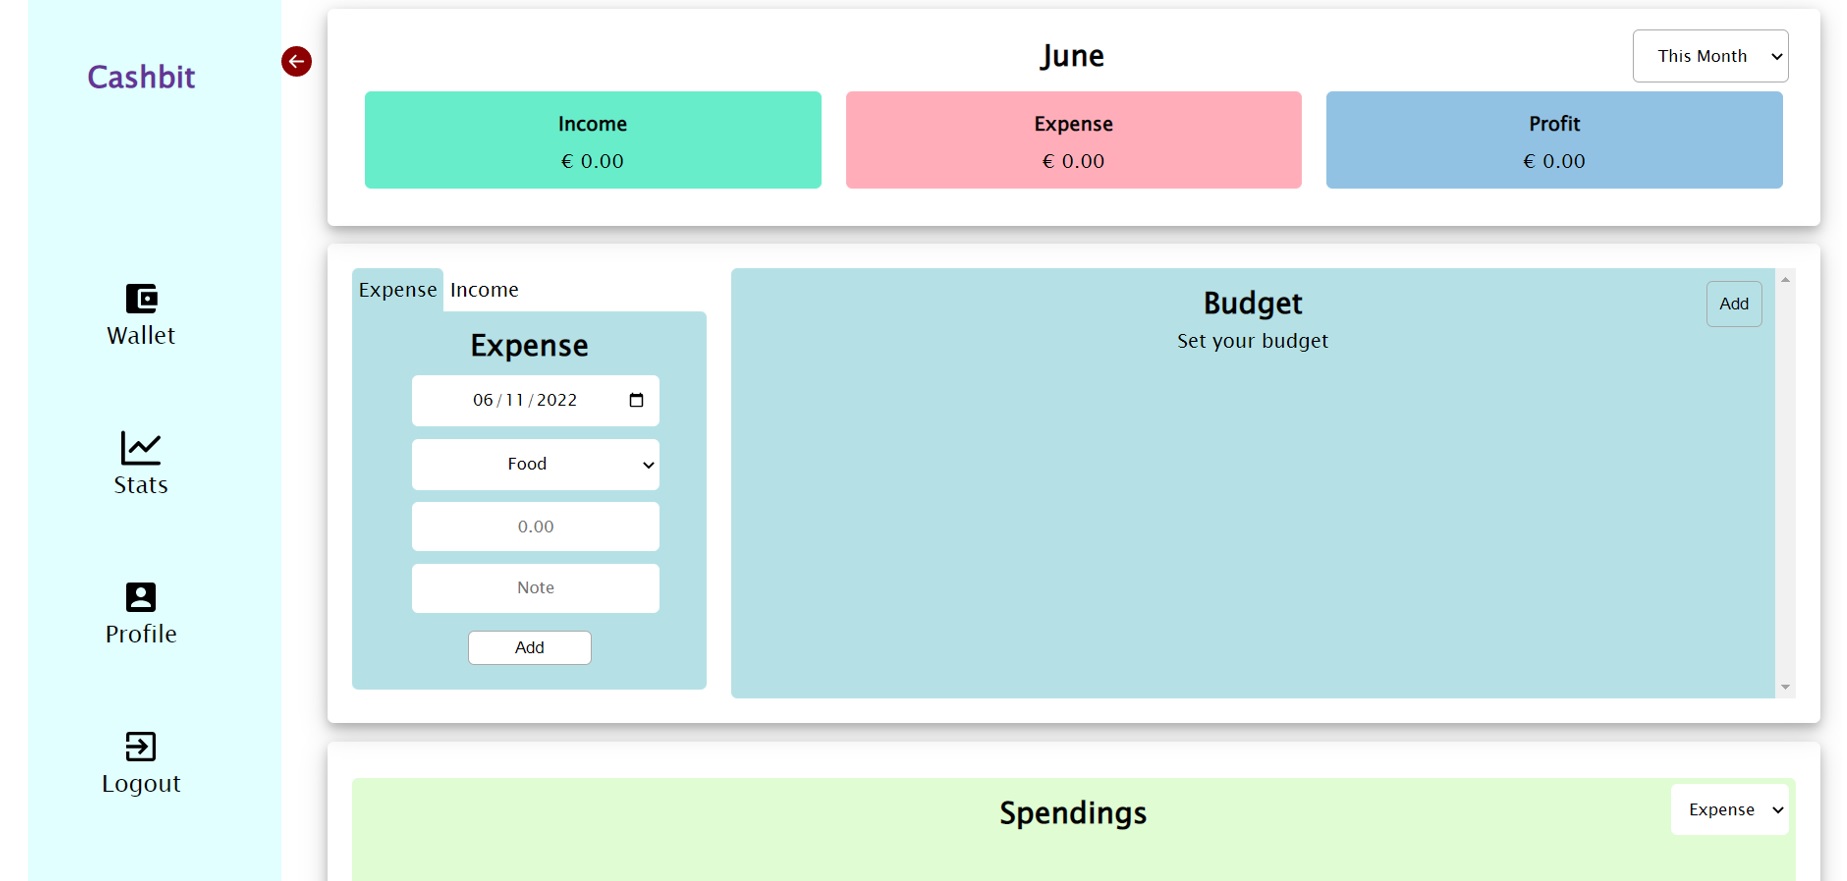 Cashbit
Wallet
Stats
Profile
Logout
June
This Month
Income
€ 0.00
Expense
€ 0.00
Profit
€ 0.00
Expense Income
Expense
06/11/2022
Food
0.00
Note
Add
Budget
Add
Set your budget
Spendings
Expense